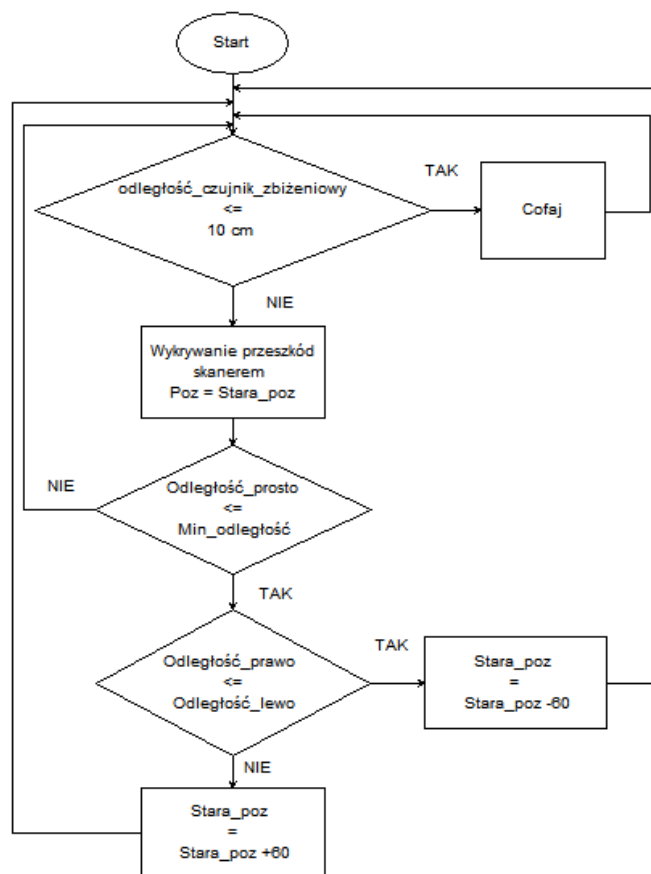 Start
odległość_czujnik_zbiżeniowy
<=
10 cm
TAK
Cofaj
NIE
Wykrywanie przeszkód
skanerem
Poz = Stara_poz
NIE
Odległość_prosto
<=
Min_odległość
TAK
Odległość_prawo
<=
Odległość_lewo
TAK
Stara_poz
=
Stara_poz -60
NIE
Stara_poz
=
Stara_poz +60